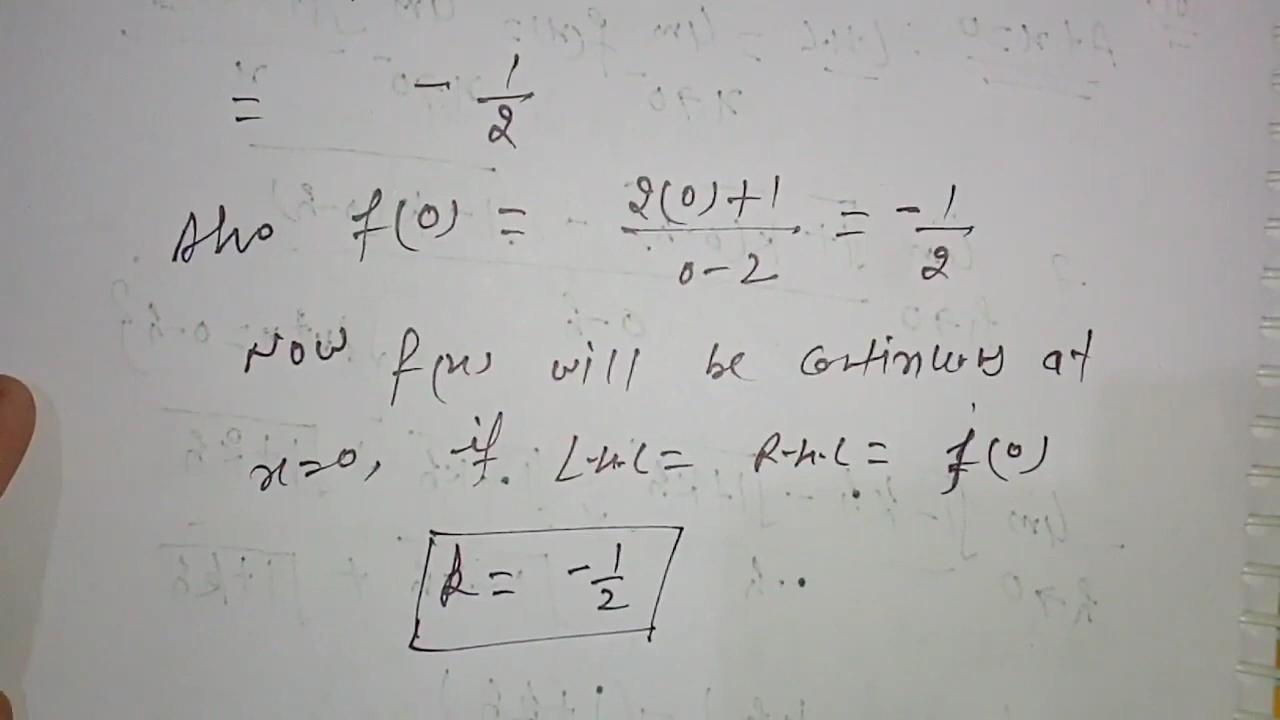 = - 1/2
Also f(0) = 2(0)+1/0-2 = -1/2
Now f(x) will be continuous at
x=0, if L.H.L = R.H.L = f(0)
k = -1/2